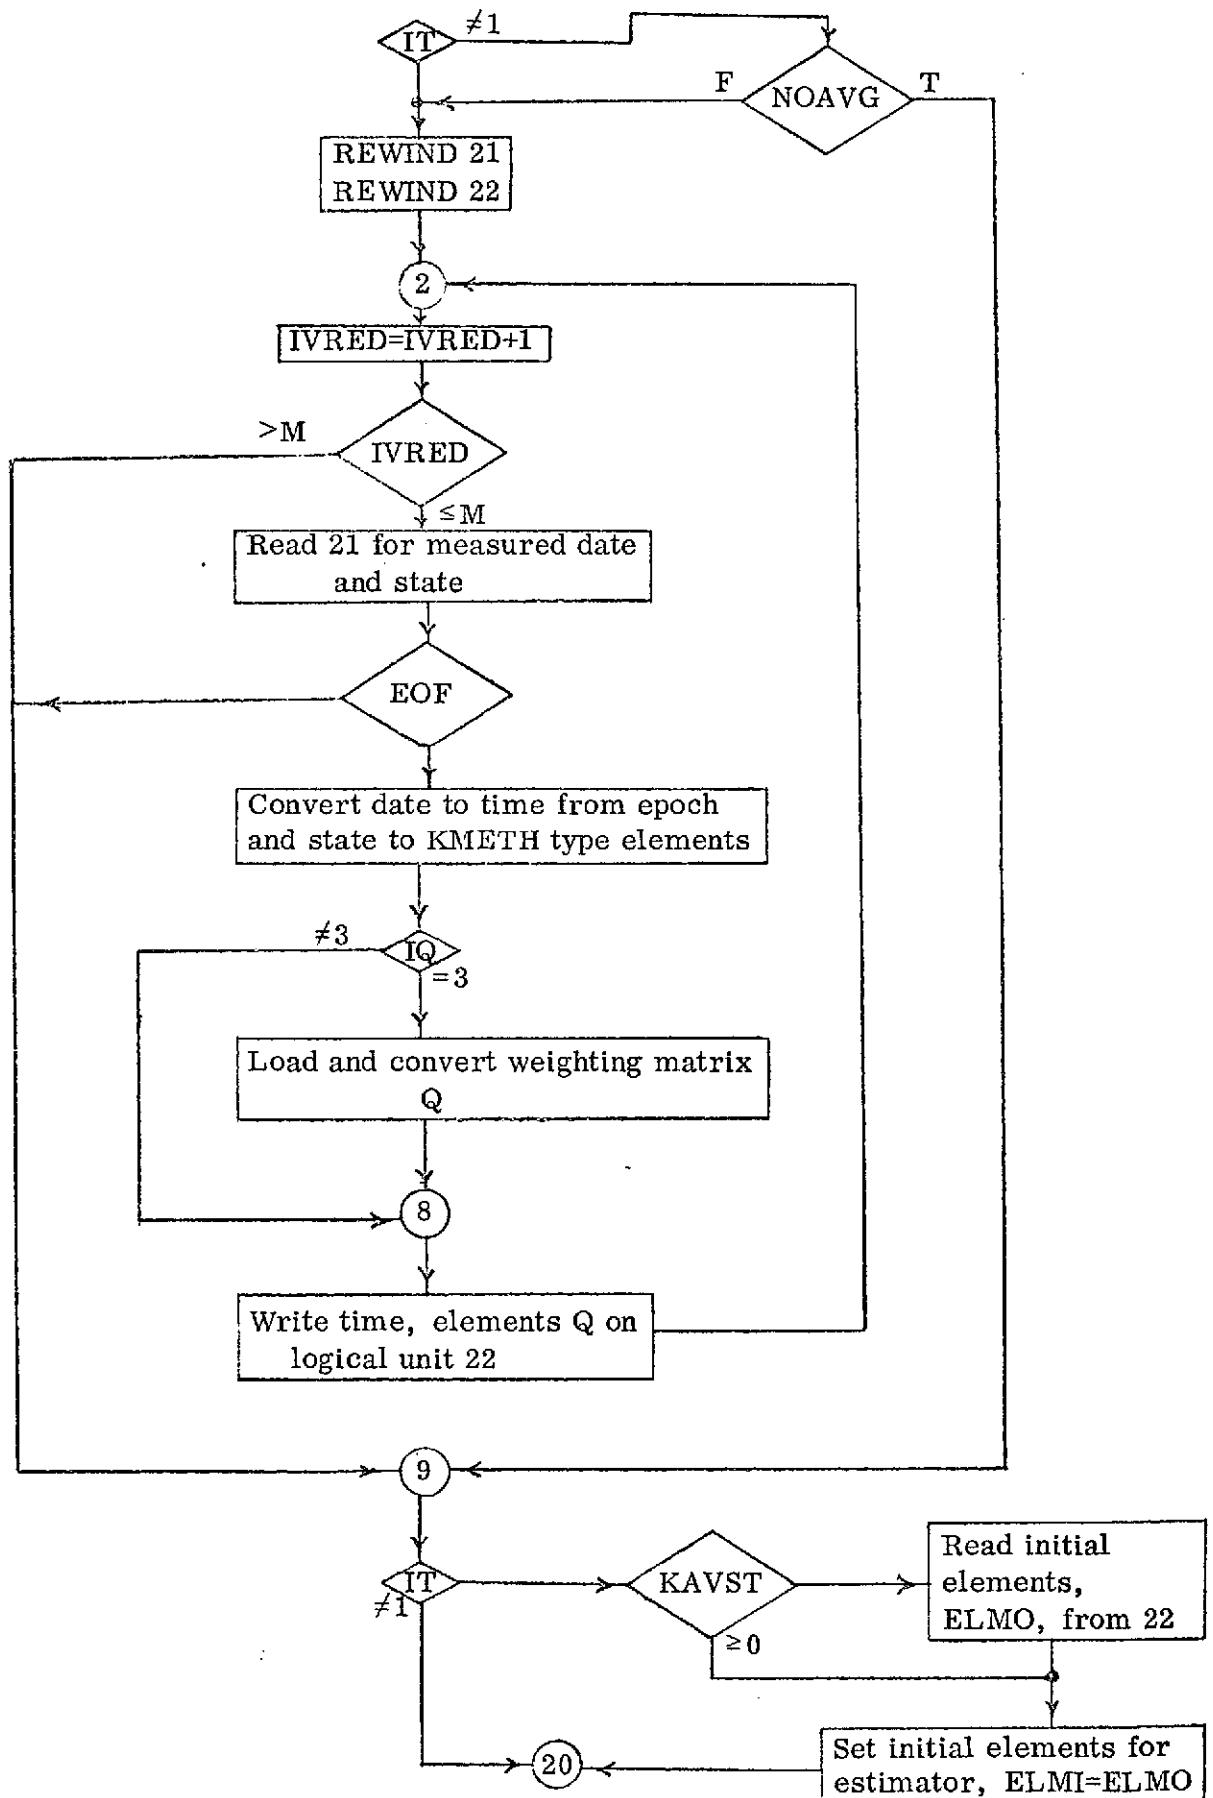 ≠1
IT
F
NOAVG
T
REWIND 21
REWIND 22
2
IVRED=IVRED+1
>M
IVRED
≤M
Read 21 for measured date
and state
EOF
Convert date to time from epoch
and state to KMETH type elements
≠3
IQ
=3
Load and convert weighting matrix
Q
8
Write time, elements Q on
logical unit 22
9
IT
≠1
KAVST
≥0
Read initial
elements,
ELMO, from 22
20
Set initial elements for
estimator, ELMI=ELMO